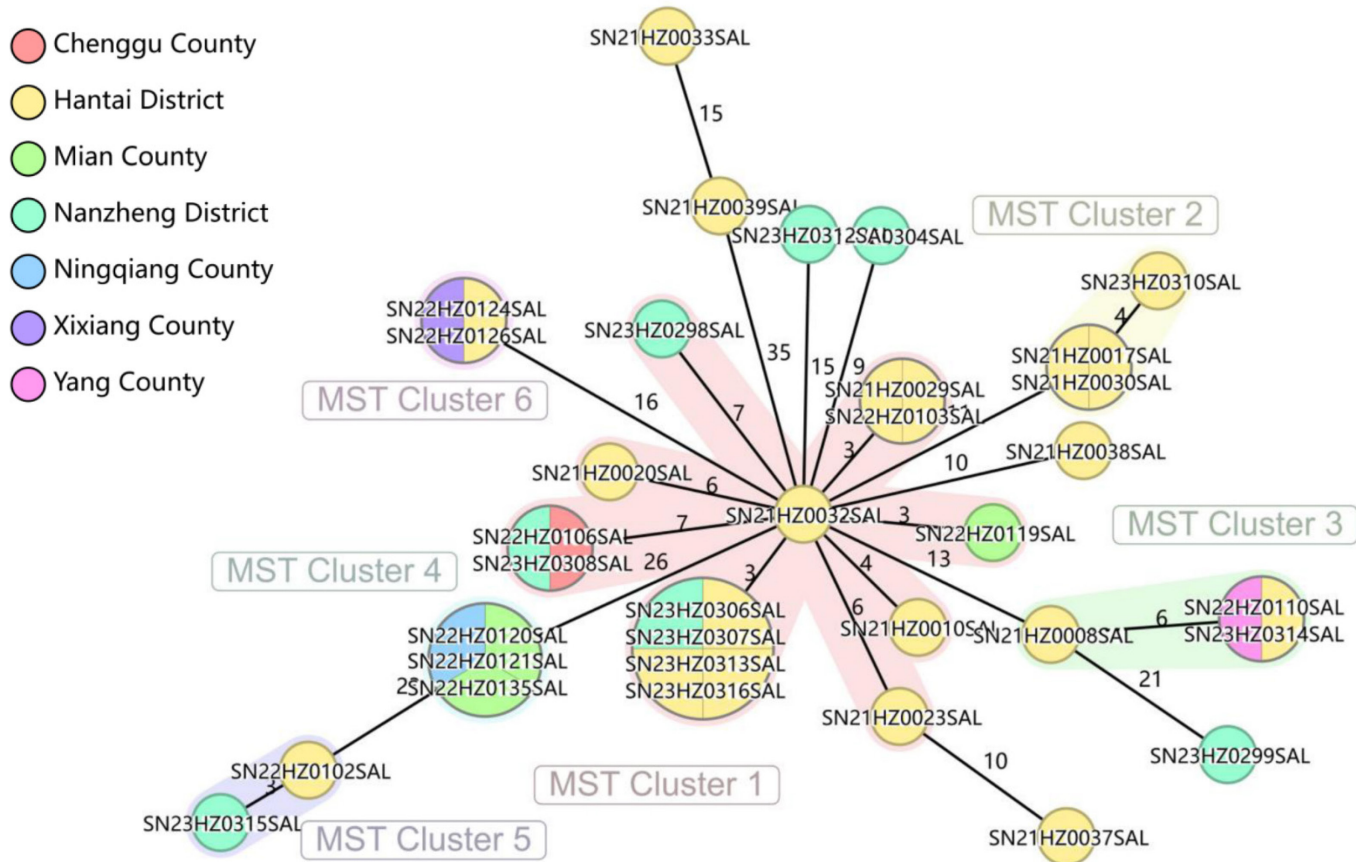 Chenggu County
Hantai District
Mian County
Nanzheng District
Ningqiang County
Xixiang County
Yang County
SN21HZ0033SAL
15
SN21HZ0039SAL
SN23HZ0312SAL
0304SAL
MST Cluster 2
SN23HZ0310SAL
4
SN22HZ0124SAL
SN22HZ0126SAL
SN23HZ0298SAL
35
15
9
SN21HZ0017SAL
SN21HZ0030SAL
SN21HZ0029SAL
SN22HZ0103SAL
MST Cluster 6
16
7
3
10
SN21HZ0038SAL
SN21HZ0020SAL
6
SN21HZ0032SAL
3
SN22HZ0119SAL
MST Cluster 3
SN22HZ0106SAL
SN23HZ0308SAL
7
26
MST Cluster 4
3
4
6
13
SN21HZ0010SAL
SN21HZ0008SAL
6
SN22HZ0110SAL
SN23HZ0314SAL
SN23HZ0306SAL
SN23HZ0307SAL
SN23HZ0313SAL
SN23HZ0316SAL
SN22HZ0120SAL
SN22HZ0121SAL
SN22HZ0135SAL
21
SN21HZ0023SAL
SN23HZ0299SAL
10
SN22HZ0102SAL
3
SN23HZ0315SAL
MST Cluster 1
MST Cluster 5
SN21HZ0037SAL